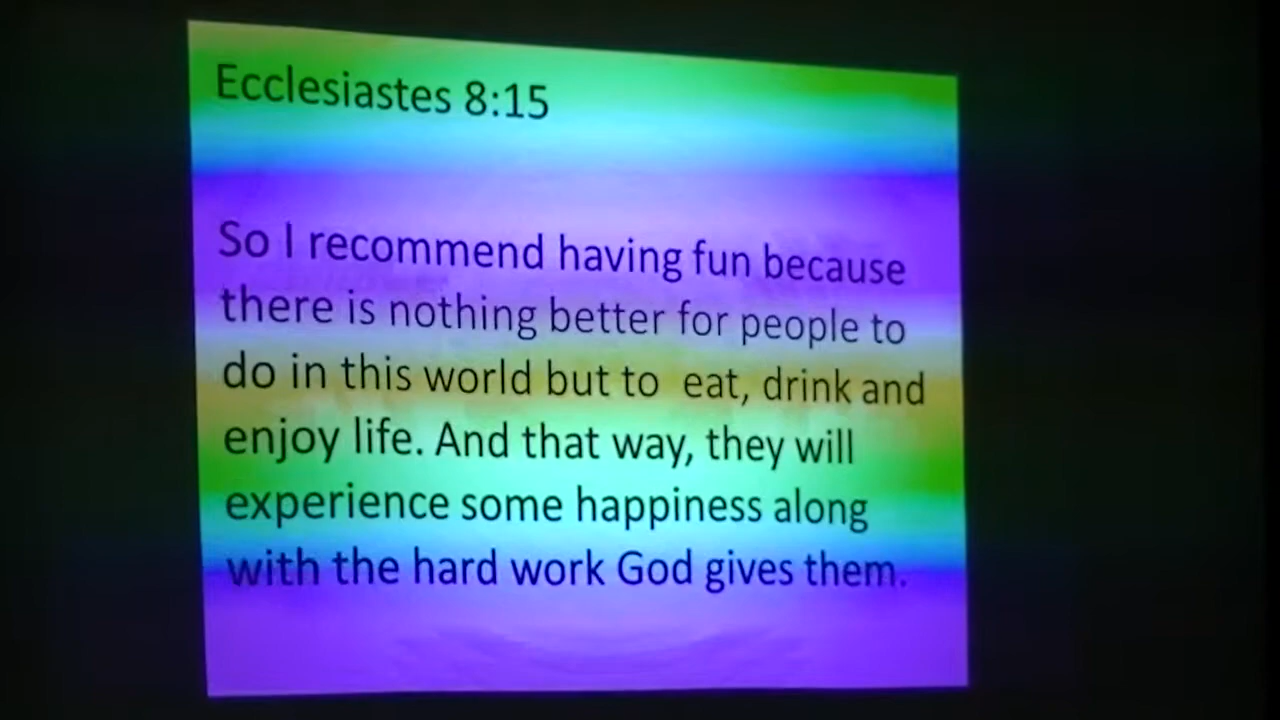 Ecclesiastes 8:15
So I recommend having fun because
there is nothing better for people to
do in this world but to eat, drink and
enjoy life. And that way, they will
experience some happiness along
with the hard work God gives them.